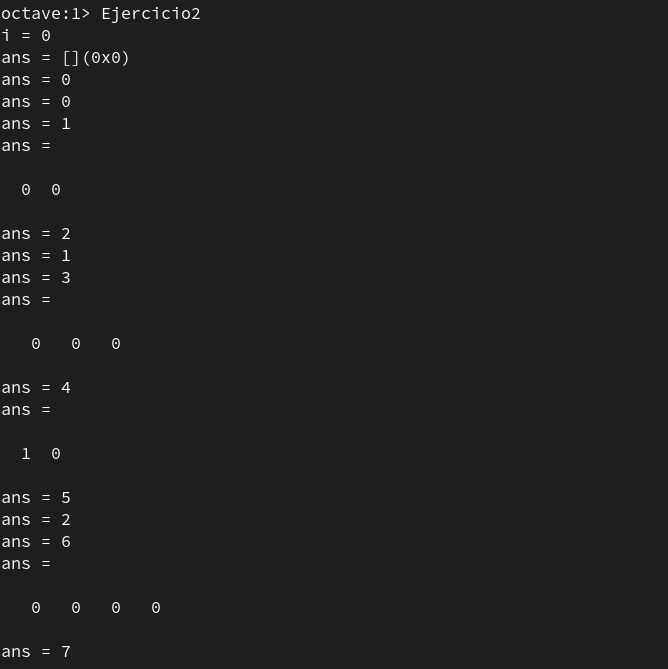 octave:1> Ejercicio2
i = 0
ans = [](0x0)
ans = 0
ans = 0
ans = 1
ans =
0 0
ans = 2
ans = 1
ans = 3
ans =
0 0 0
ans = 4
ans =
1 0
ans = 5
ans = 2
ans = 6
ans =
0 0 0 0
ans = 7